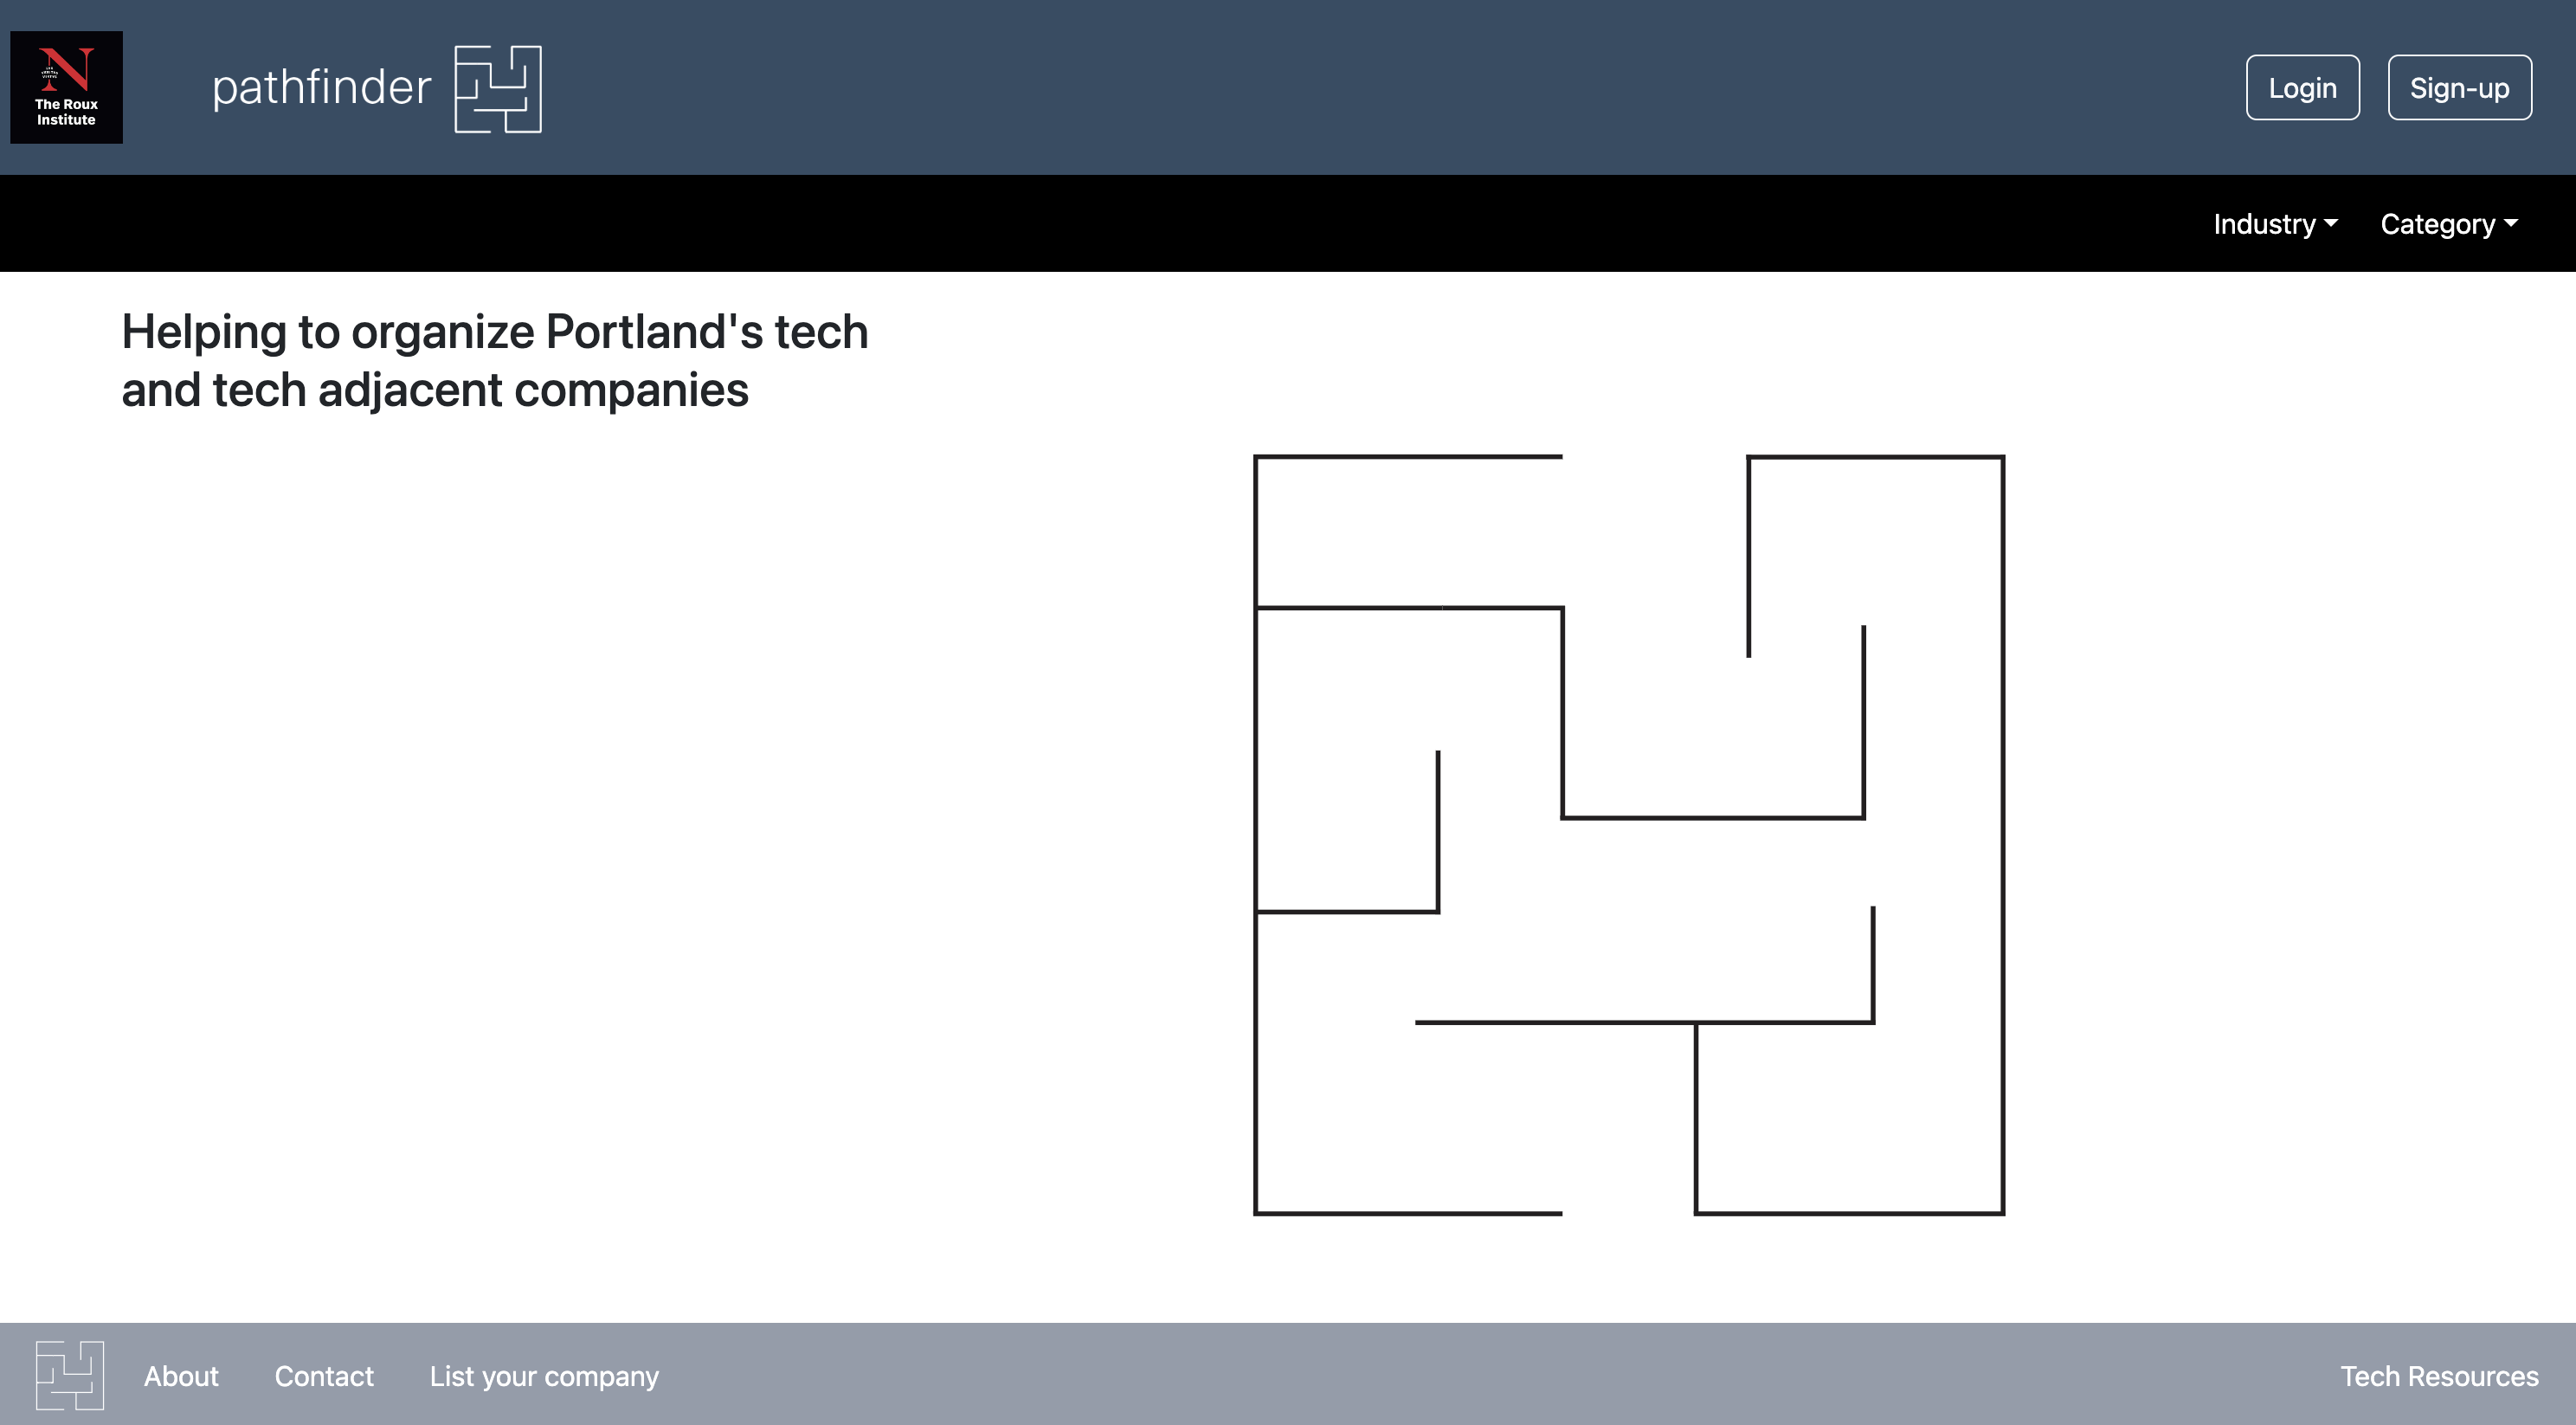 N
The Roux
Institute
pathfinder
Login
Sign-up
Industry
Category
Helping to organize Portland's tech
and tech adjacent companies
About
Contact
List your company
Tech Resources